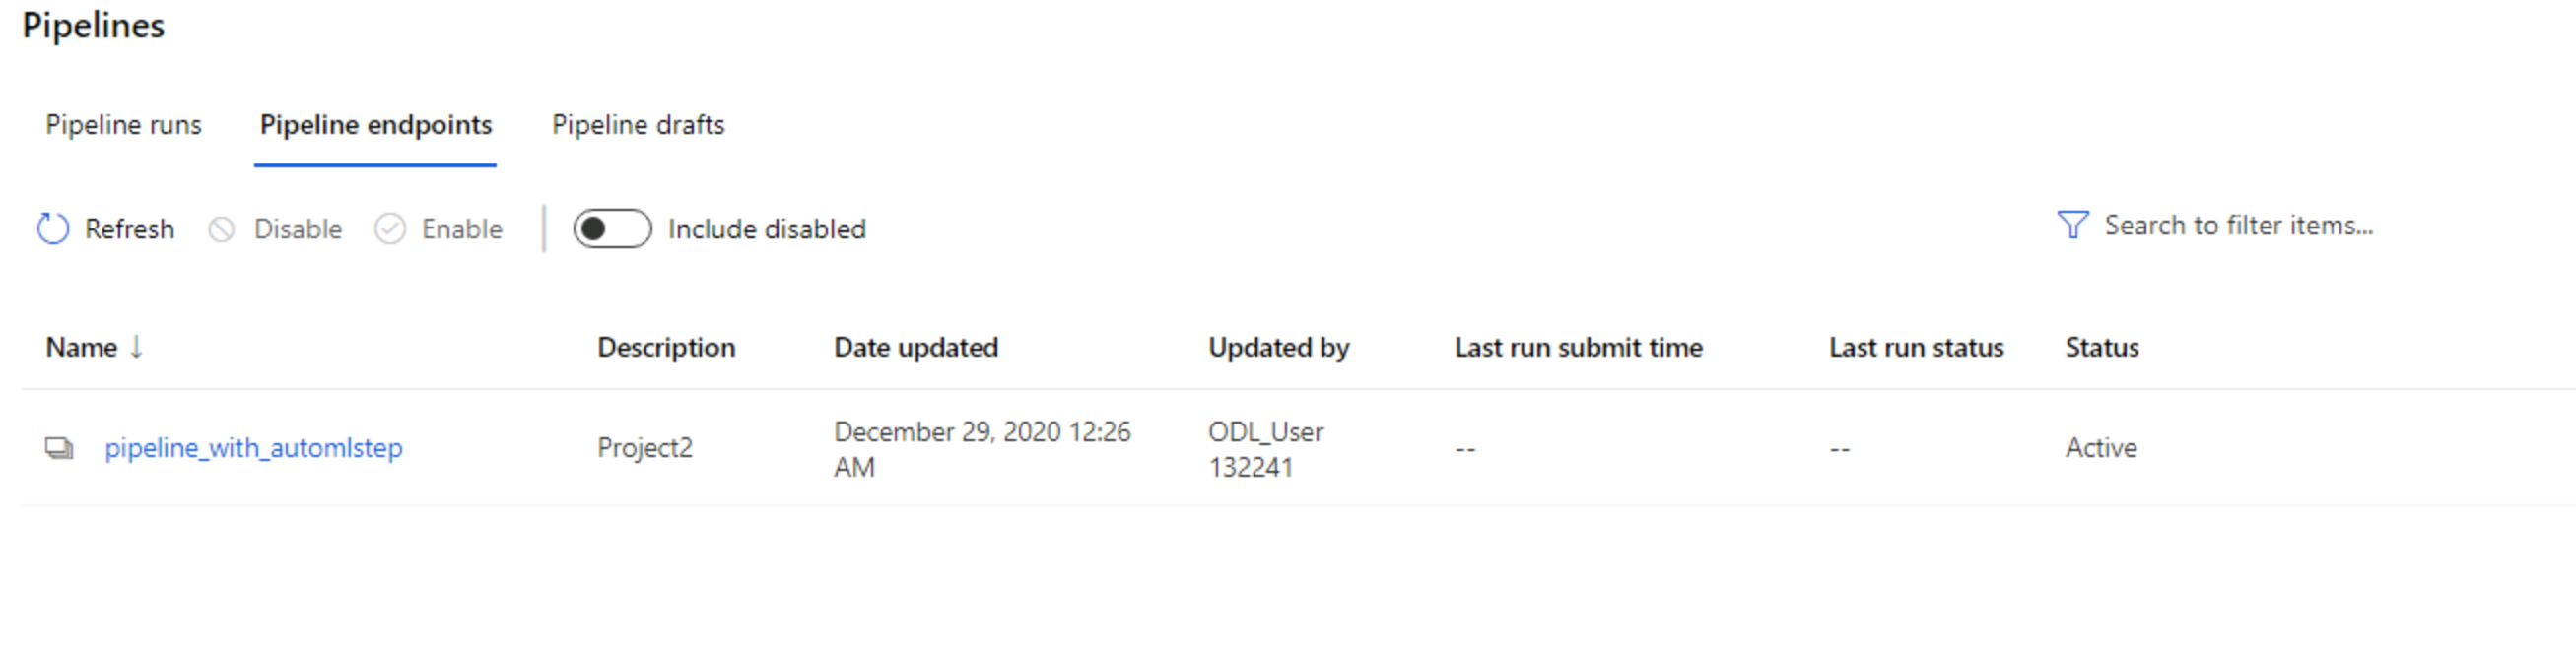 Pipelines
Pipeline runs Pipeline endpoints Pipeline drafts
Refresh Disable Enable Include disabled Search to filter items...
Name ↓ Description Date updated Updated by Last run submit time Last run status Status
pipeline_with_automlstep Project2 December 29, 2020 12:26 AM ODL_User 132241 -- -- Active